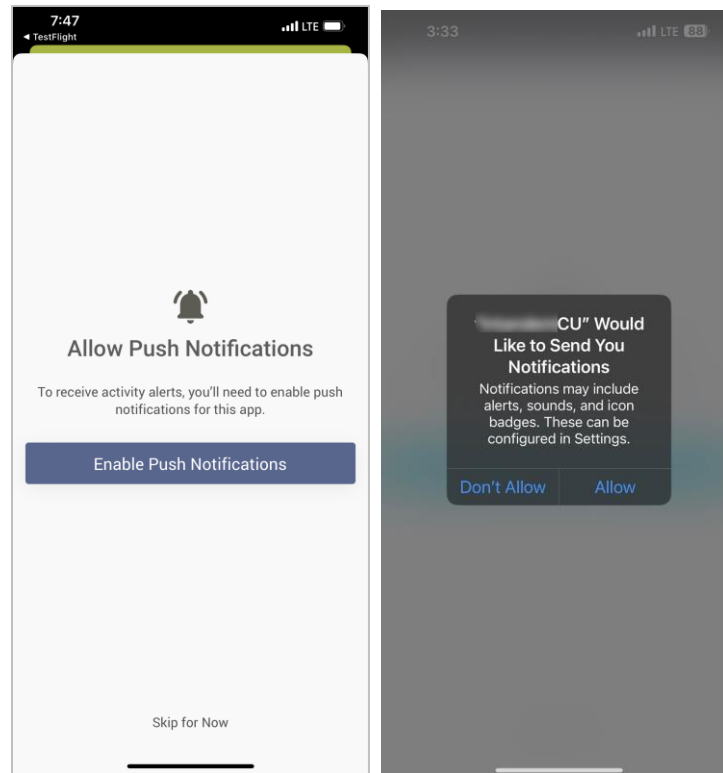 7:47
LTE
◀ TestFlight
Allow Push Notifications
To receive activity alerts, you'll need to enable push
notifications for this app.
Enable Push Notifications
Skip for Now
3:33
LTE 88
CU" Would
Like to Send You
Notifications
Notifications may include
alerts, sounds, and icon
badges. These can be
configured in Settings.
Don't Allow
Allow